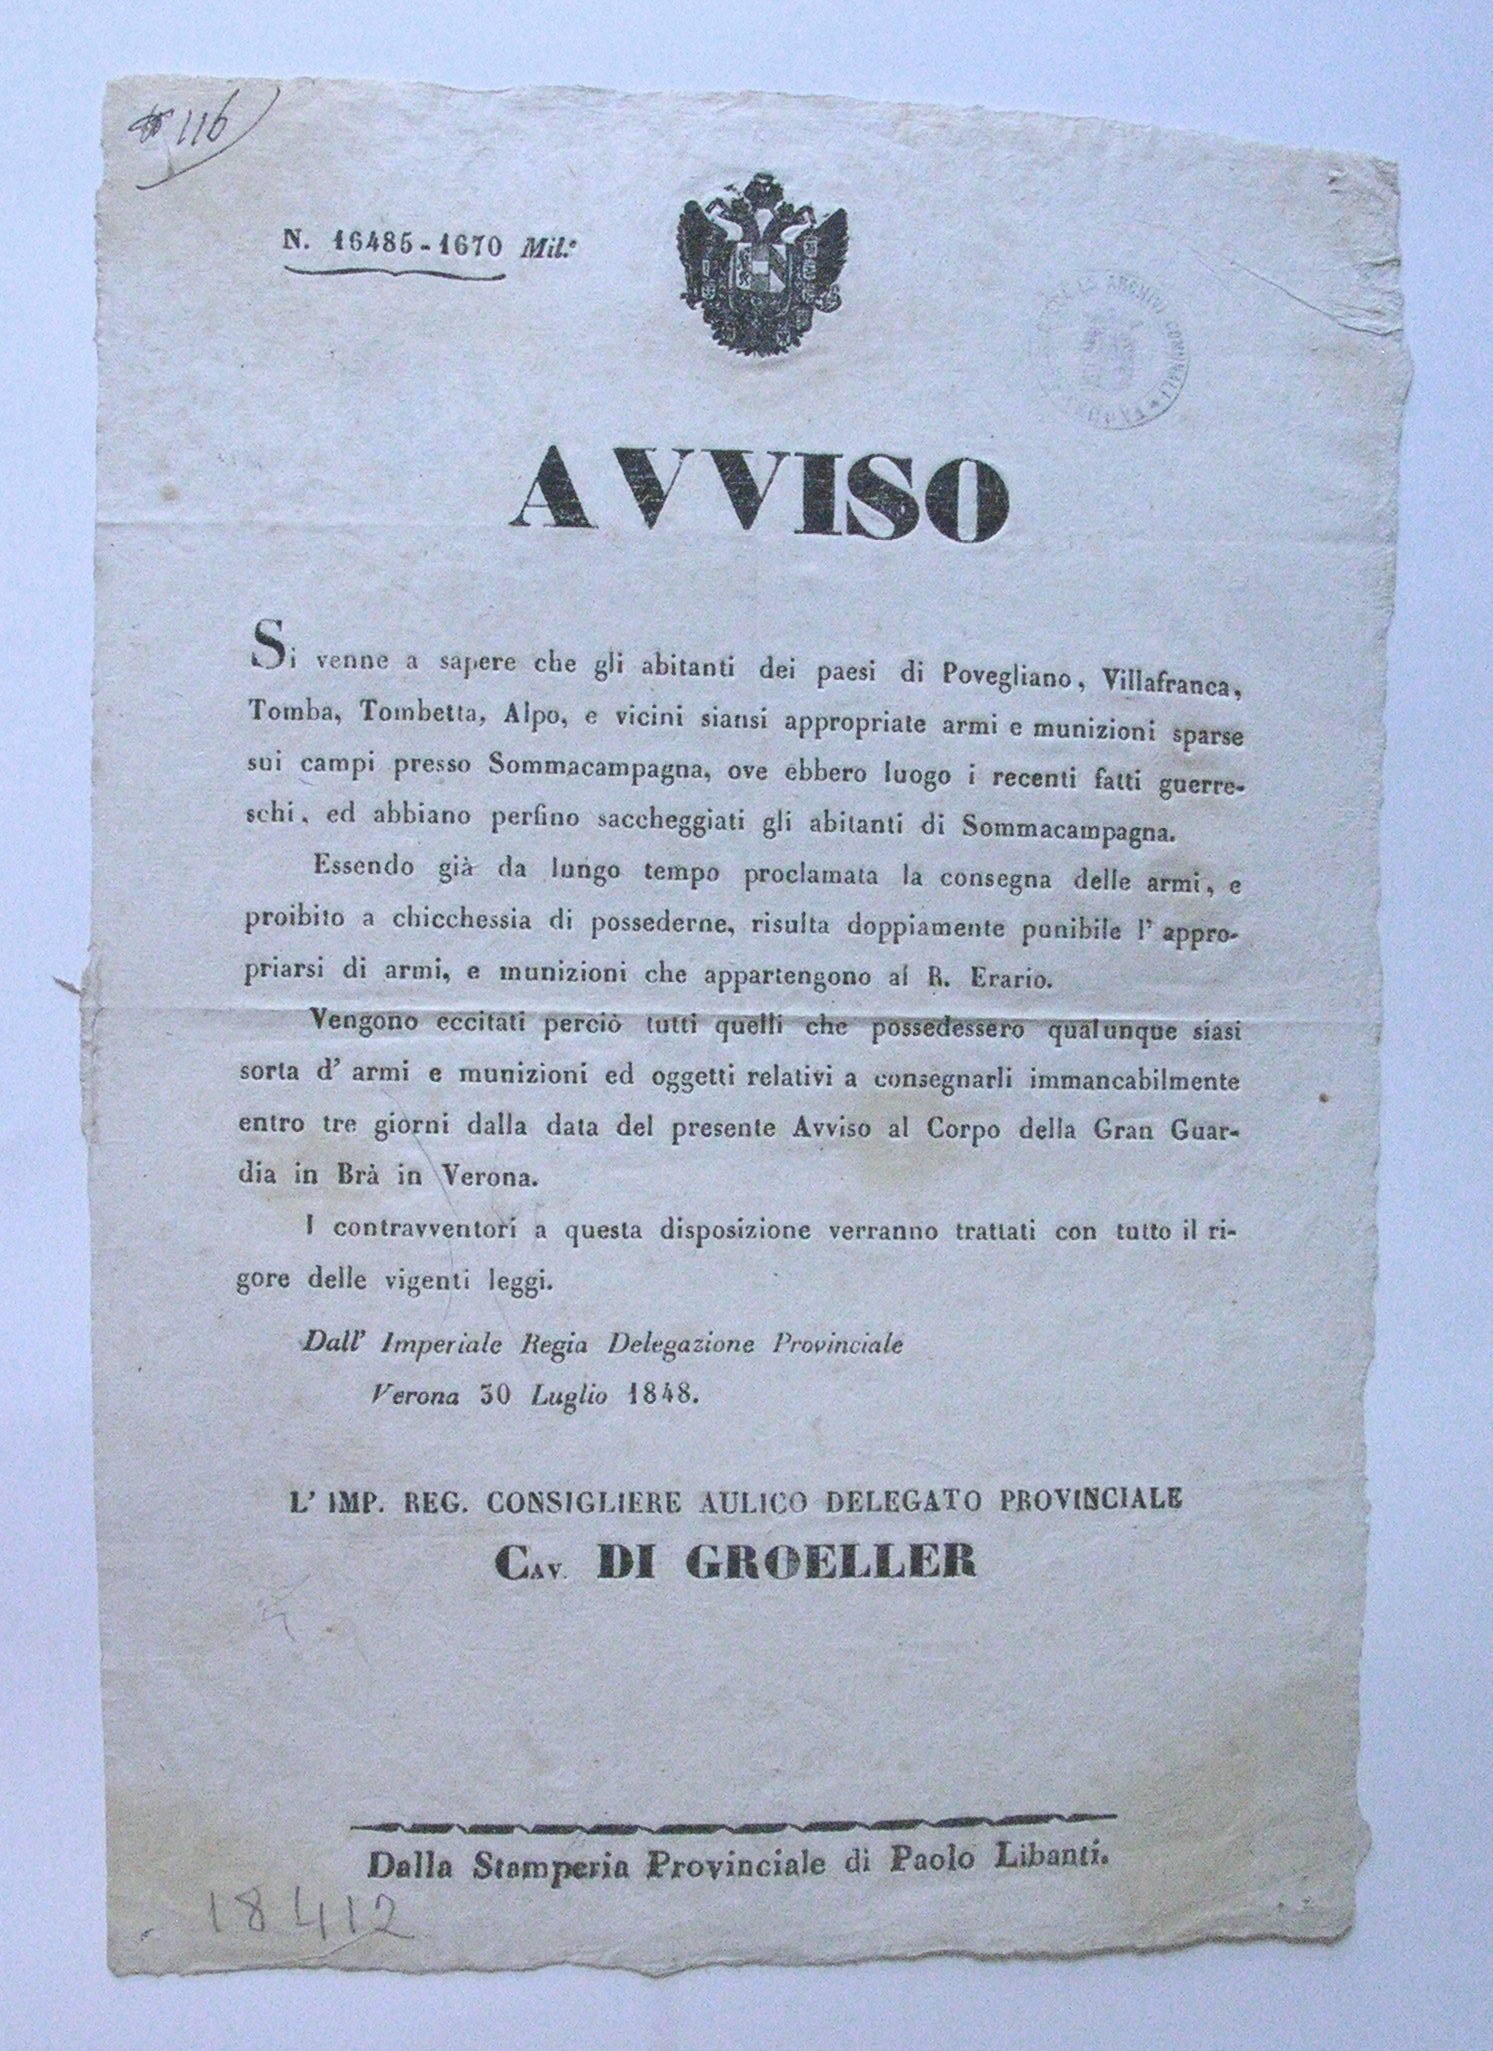 116
N. 16485-1670 Mil.e
ARCHIVI COMUNALI
AVVISO
Si venne a sapere che gli abitanti dei paesi di Povegliano, Villafranca,
Tomba, Tombetta, Alpo, e vicini siansi appropriate armi e munizioni sparse
sui campi presso Sommacampagna, ove ebbero luogo i recenti fatti guerre-
schi, ed abbiano perfino saccheggiati gli abitanti di Sommacampagna.
Essendo già da lungo tempo proclamata la consegna delle armi, e
proibito a chicchessia di possederne, risulta doppiamente punibile l' appro-
priarsi di armi, e munizioni che appartengono al R. Erario.
Vengono eccitati perciò tutti quelli che possedessero qualunque siasi
sorta d' armi e munizioni ed oggetti relativi a consegnarli immancabilmente
entro tre giorni dalla data del presente Avviso al Corpo della Gran Guar-
dia in Brà in Verona.
I contravventori a questa disposizione verranno trattati con tutto il ri-
gore delle vigenti leggi.
Dall' Imperiale Regia Delegazione Provinciale
Verona 30 Luglio 1848.
L' IMP. REG. CONSIGLIERE AULICO DELEGATO PROVINCIALE
CAV. DI GROELLER
Dalla Stamperia Provinciale di Paolo Libanti.
18412